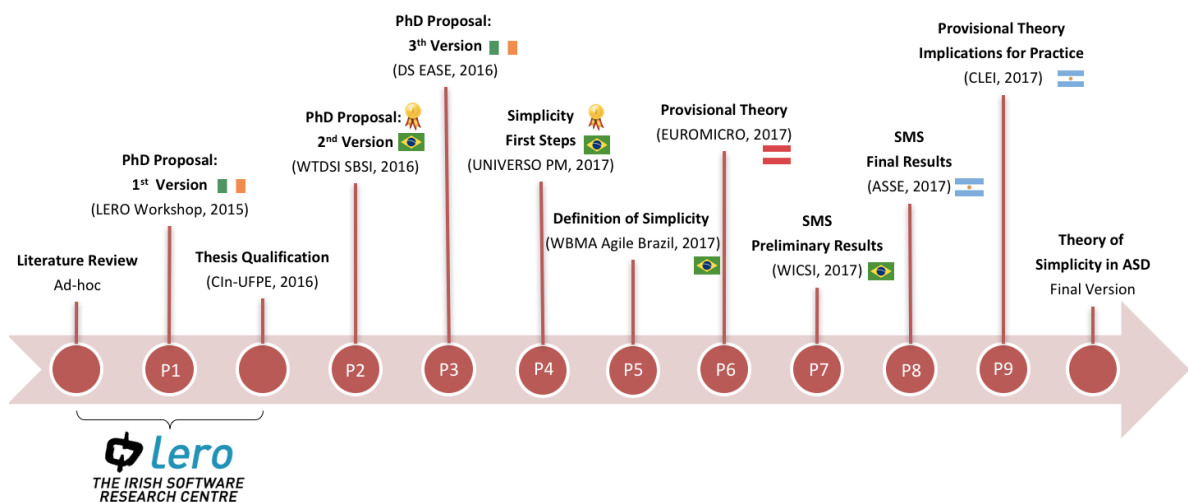 Literature Review
Ad-hoc
PhD Proposal:
1st Version
(LERO Workshop, 2015)
Thesis Qualification
(CIn-UFPE, 2016)
PhD Proposal:
2nd Version
(WTDSI SBSI, 2016)
PhD Proposal:
3th Version
(DS EASE, 2016)
Simplicity
First Steps
(UNIVERSO PM, 2017)
Definition of Simplicity
(WBMA Agile Brazil, 2017)
Provisional Theory
(EUROMICRO, 2017)
SMS
Preliminary Results
(WICSI, 2017)
SMS
Final Results
(ASSE, 2017)
Provisional Theory
Implications for Practice
(CLEI, 2017)
Theory of
Simplicity in ASD
Final Version
P1
P2
P3
P4
P5
P6
P7
P8
P9
Lero
THE IRISH SOFTWARE
RESEARCH CENTRE